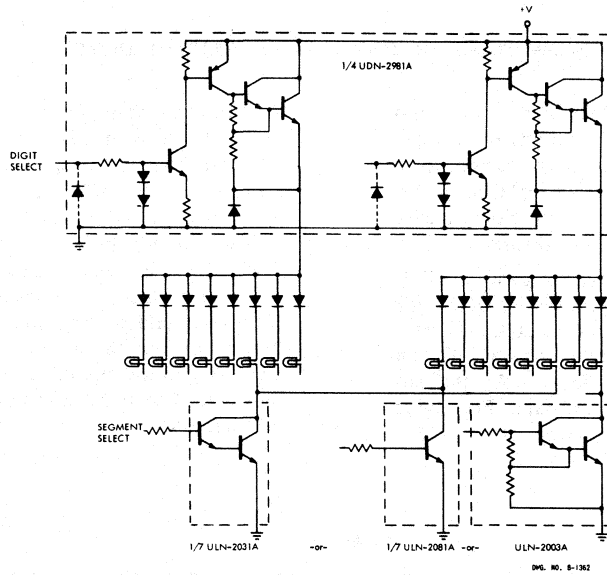 +V
1/4 UDN-2981A
DIGIT
SELECT
SEGMENT
SELECT
1/7 ULN-2031A
-or-
1/7 ULN-2081A
-or-
ULN-2003A
DWG. NO. B-1362